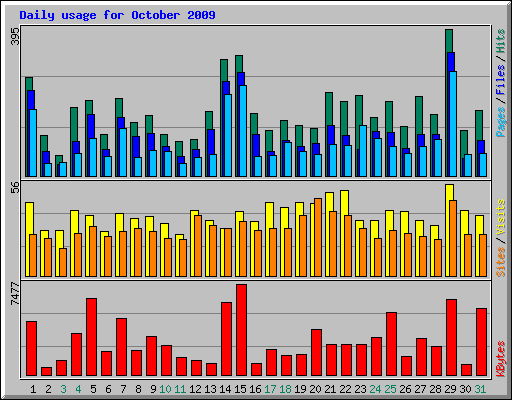 Daily usage for October 2009
395
Pages / Files / Hits
56
Sites / Visits
7477
KBytes
1 2 3 4 5 6 7 8 9 10 11 12 13 14 15 16 17 18 19 20 21 22 23 24 25 26 27 28 29 30 31